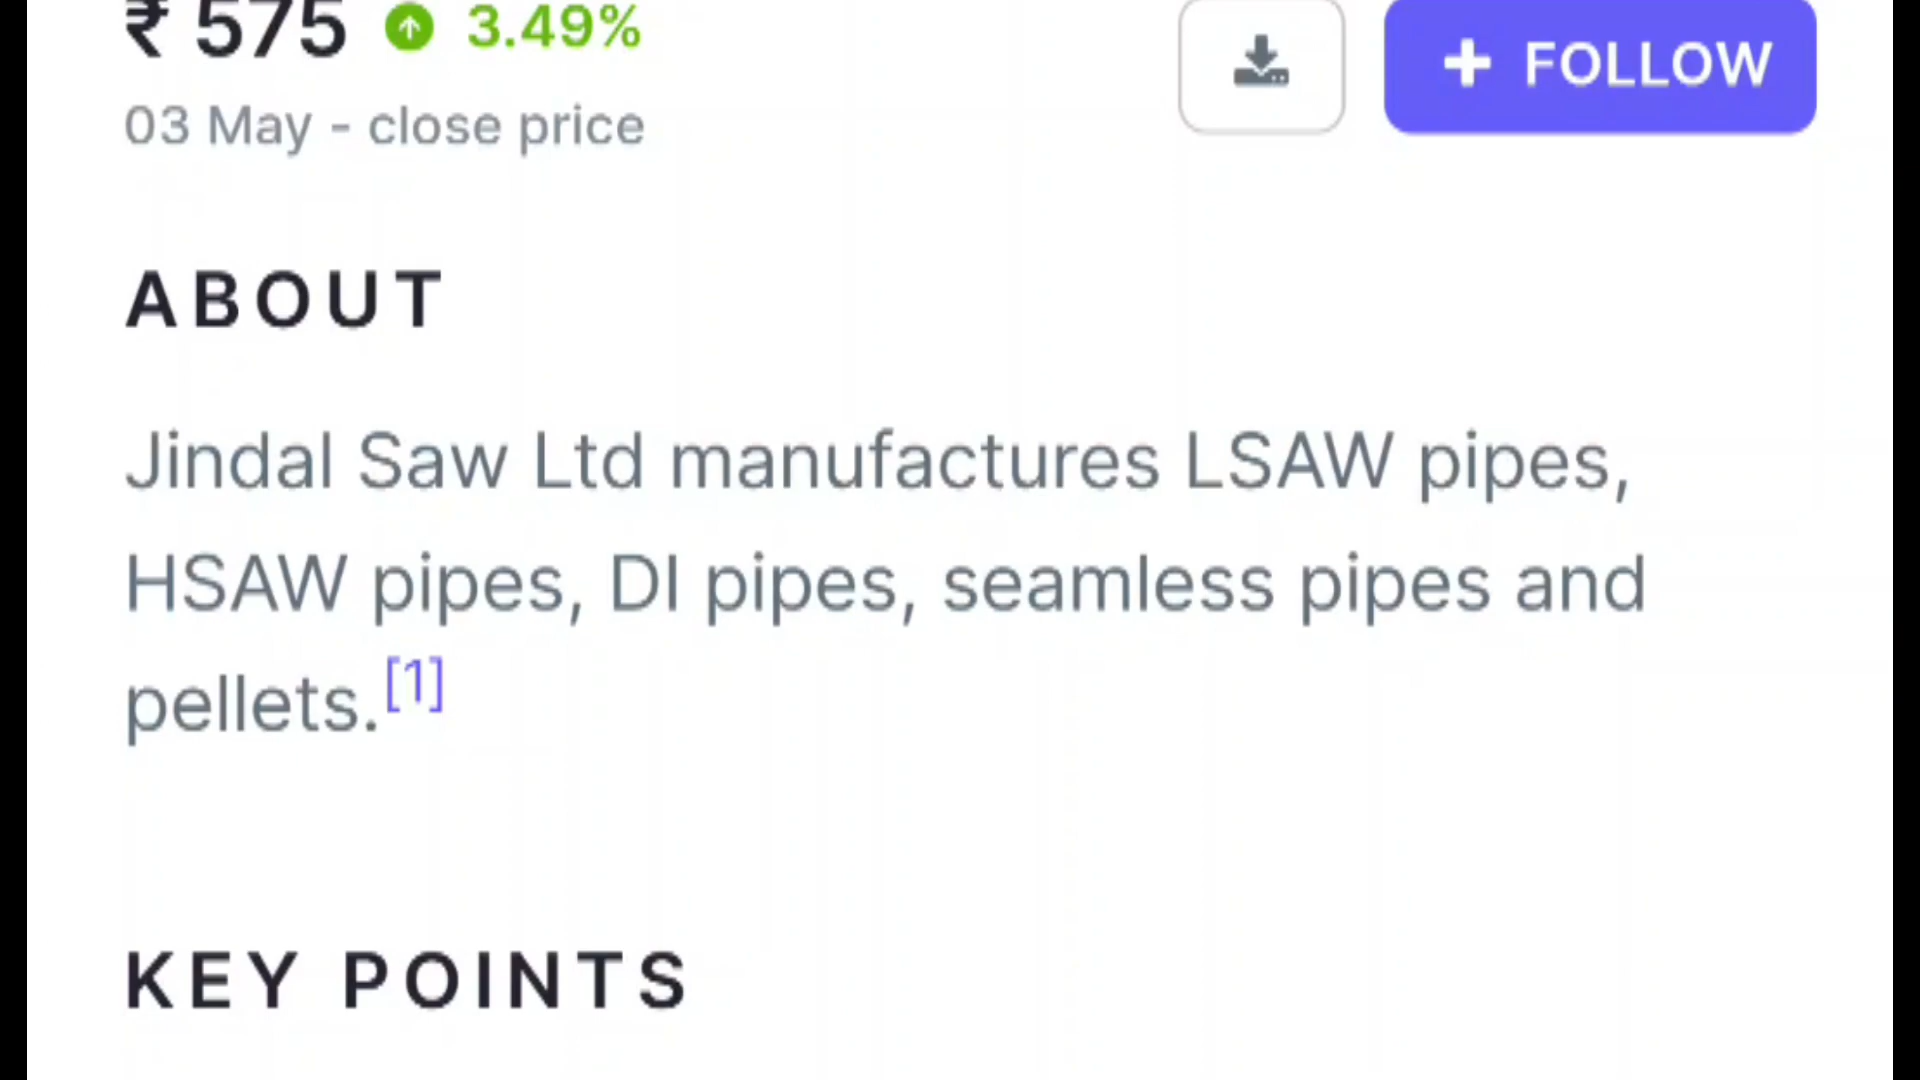 ₹ 575 3.49%
FOLLOW
03 May - close price
ABOUT
Jindal Saw Ltd manufactures LSAW pipes,
HSAW pipes, DI pipes, seamless pipes and
pellets.[1]
KEY POINTS